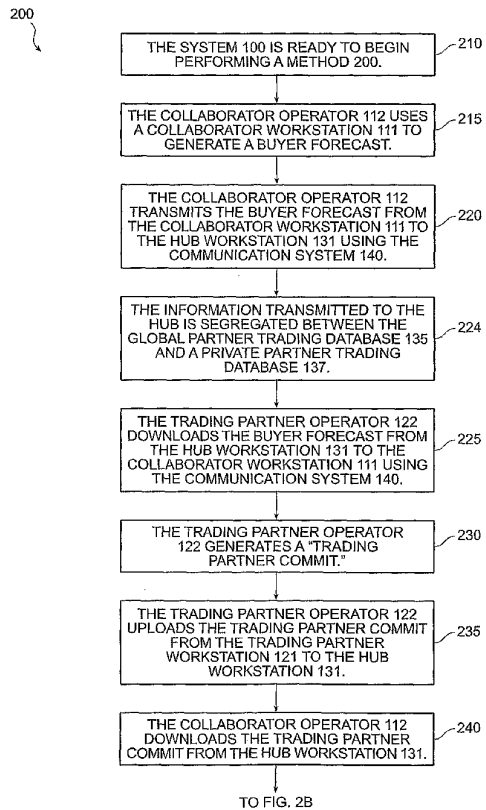 200
THE SYSTEM 100 IS READY TO BEGIN
PERFORMING A METHOD 200.
210
THE COLLABORATOR OPERATOR 112 USES
A COLLABORATOR WORKSTATION 111 TO
GENERATE A BUYER FORECAST.
215
THE COLLABORATOR OPERATOR 112
TRANSMITS THE BUYER FORECAST FROM
THE COLLABORATOR WORKSTATION 111
TO THE HUB WORKSTATION 131 USING THE
COMMUNICATION SYSTEM 140.
220
THE INFORMATION TRANSMITTED TO THE
HUB IS SEGREGATED BETWEEN THE
GLOBAL PARTNER TRADING DATABASE 135
AND A PRIVATE PARTNER TRADING
DATABASE 137.
224
THE TRADING PARTNER OPERATOR 122
DOWNLOADS THE BUYER FORECAST FROM
THE HUB WORKSTATION 131 TO THE
COLLABORATOR WORKSTATION 111 USING
THE COMMUNICATION SYSTEM 140.
225
THE TRADING PARTNER OPERATOR
122 GENERATES A “TRADING
PARTNER COMMIT.”
230
THE TRADING PARTNER OPERATOR 122
UPLOADS THE TRADING PARTNER COMMIT
FROM THE TRADING PARTNER
WORKSTATION 121 TO THE HUB
WORKSTATION 131.
235
THE COLLABORATOR OPERATOR 112
DOWNLOADS THE TRADING PARTNER
COMMIT FROM THE HUB WORKSTATION 131.
240
TO FIG. 2B